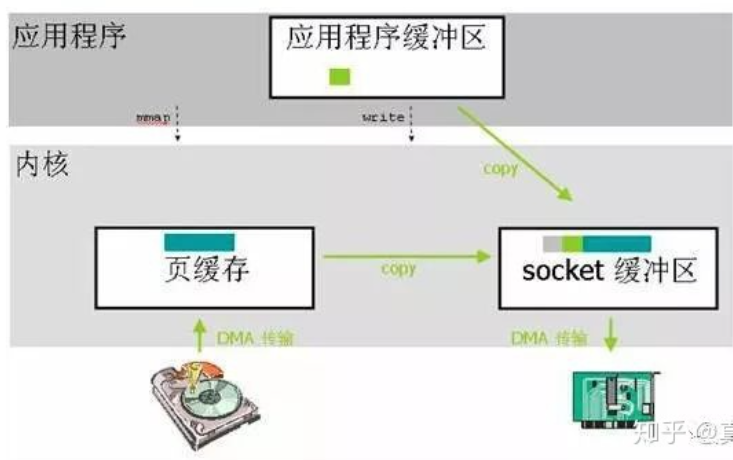 应用程序
应用程序缓冲区
mmap
write
内核
copy
页缓存
copy
socket 缓冲区
DMA 传输
DMA 传输
知乎 @真